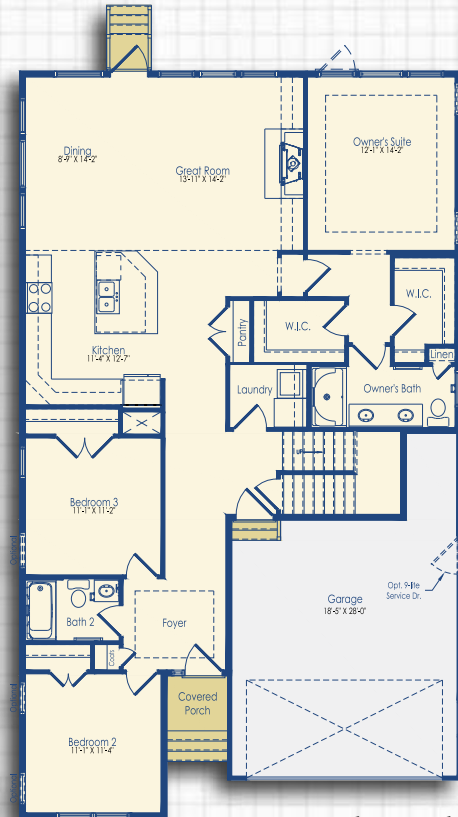 Dining
8'-9" X 14'-2"
Great Room
13'-11" X 14'-2"
Owner's Suite
12'-1" X 14'-2"
Kitchen
11'-4" X 12'-7"
Pantry
W.I.C.
W.I.C.
Linen
Laundry
Owner's Bath
UP
Bedroom 3
11'-1" X 11'-2"
Optional
Bath 2
Foyer
Coats
Garage
18'-5" X 28'-0"
Opt. 9-lite
Service Dr.
Covered
Porch
Optional
Bedroom 2
11'-1" X 11'-4"
Optional